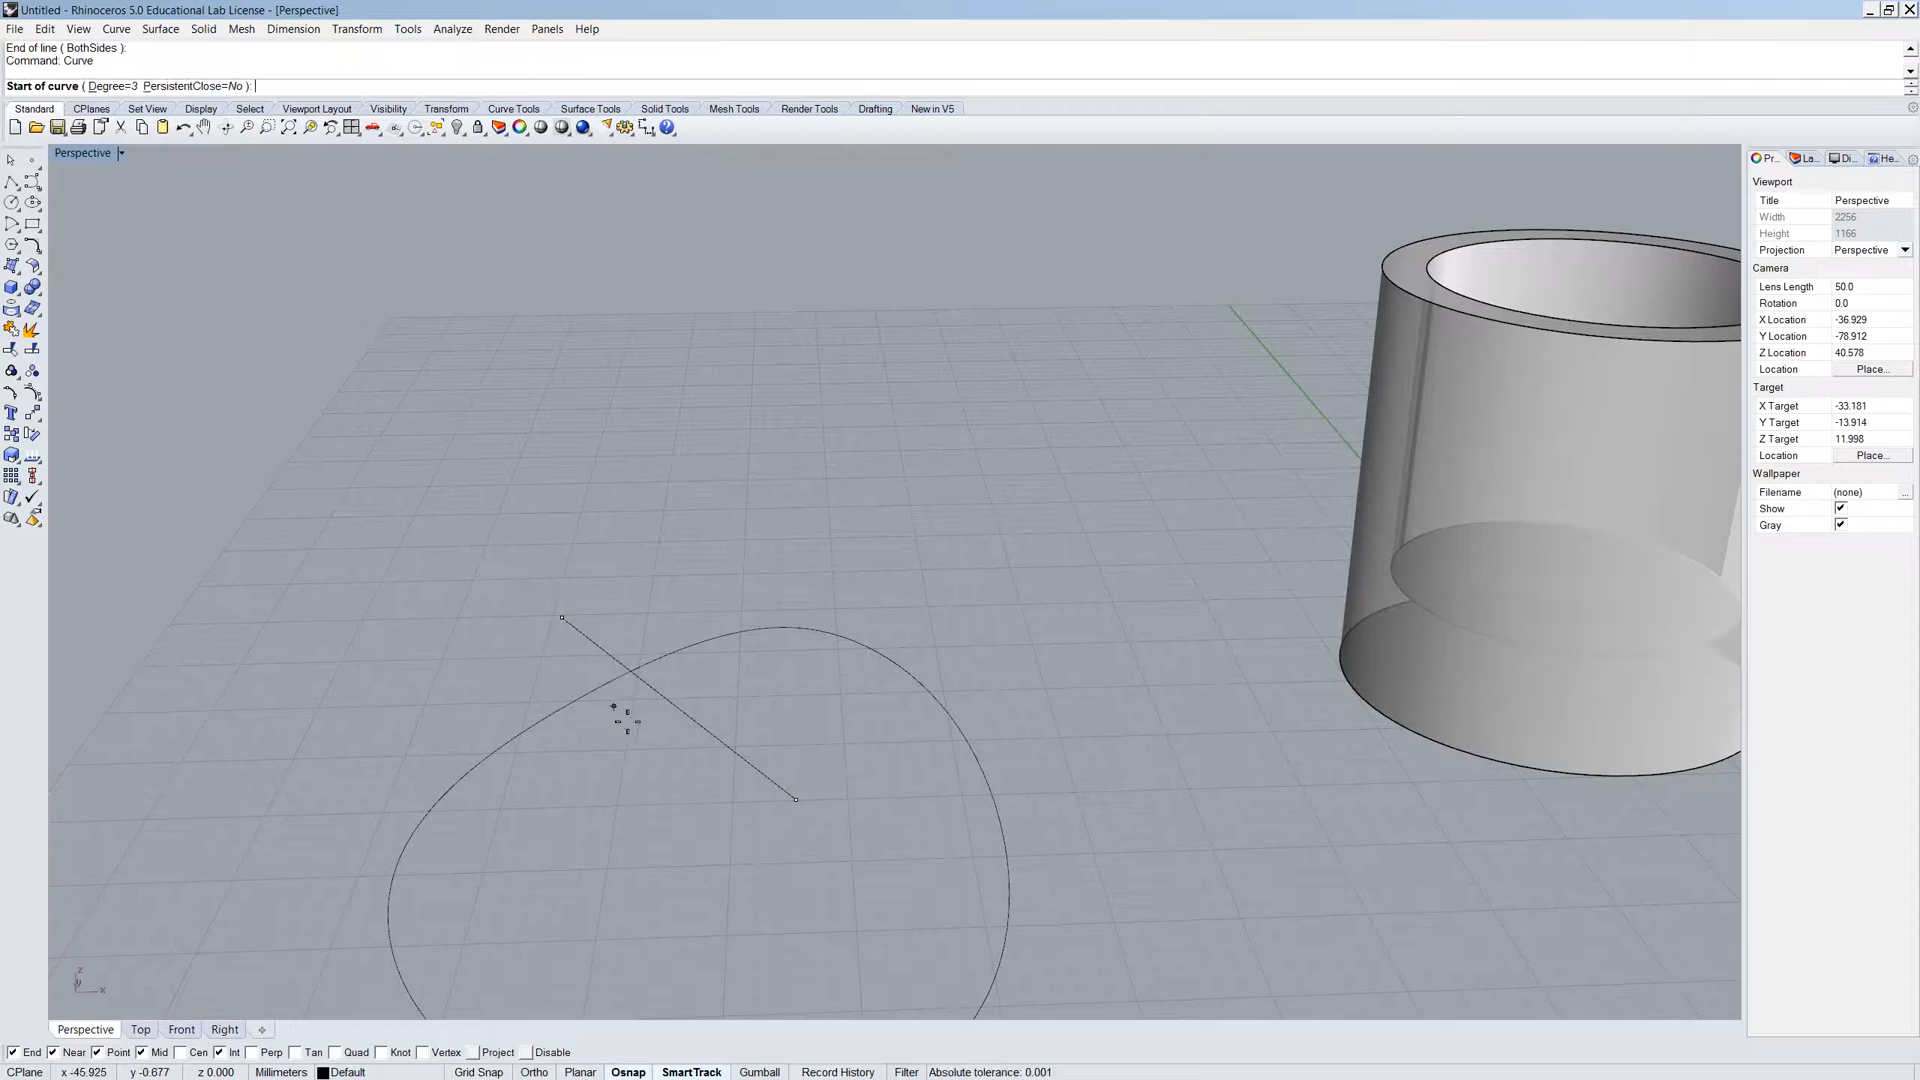 Untitled - Rhinoceros 5.0 Educational Lab License - [Perspective]
File Edit View Curve Surface Solid Mesh Dimension Transform Tools Analyze Render Panels Help
End of line ( BothSides ):
Command: Curve
Start of curve ( Degree=3 PersistentClose=No ):
Standard CPlanes Set View Display Select Viewport Layout Visibility Transform Curve Tools Surface Tools Solid Tools Mesh Tools Render Tools Drafting New in V5
Perspective
Pr... La... Di... He...
Viewport
Title Perspective
Width 2256
Height 1166
Projection Perspective
Camera
Lens Length 50.0
Rotation 0.0
X Location -36.929
Y Location -78.912
Z Location 40.578
Location Place...
Target
X Target -33.181
Y Target -13.914
Z Target 11.998
Location Place...
Wallpaper
Filename (none) ...
Show
Gray
z
y
x
Perspective Top Front Right
End Near Point Mid Cen Int Perp Tan Quad Knot Vertex Project Disable
CPlane x -45.925 y -0.677 z 0.000 Millimeters Default Grid Snap Ortho Planar Osnap SmartTrack Gumball Record History Filter Absolute tolerance: 0.001